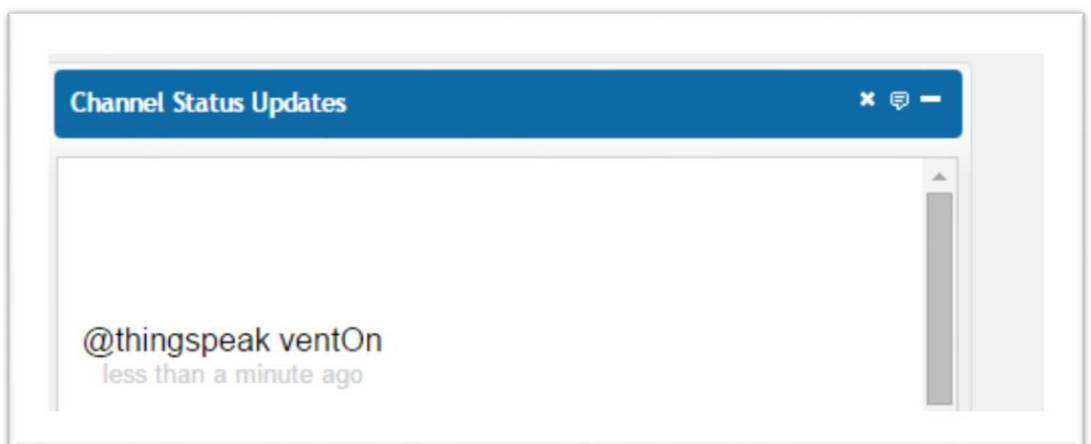 Channel Status Updates
@thingspeak ventOn
less than a minute ago